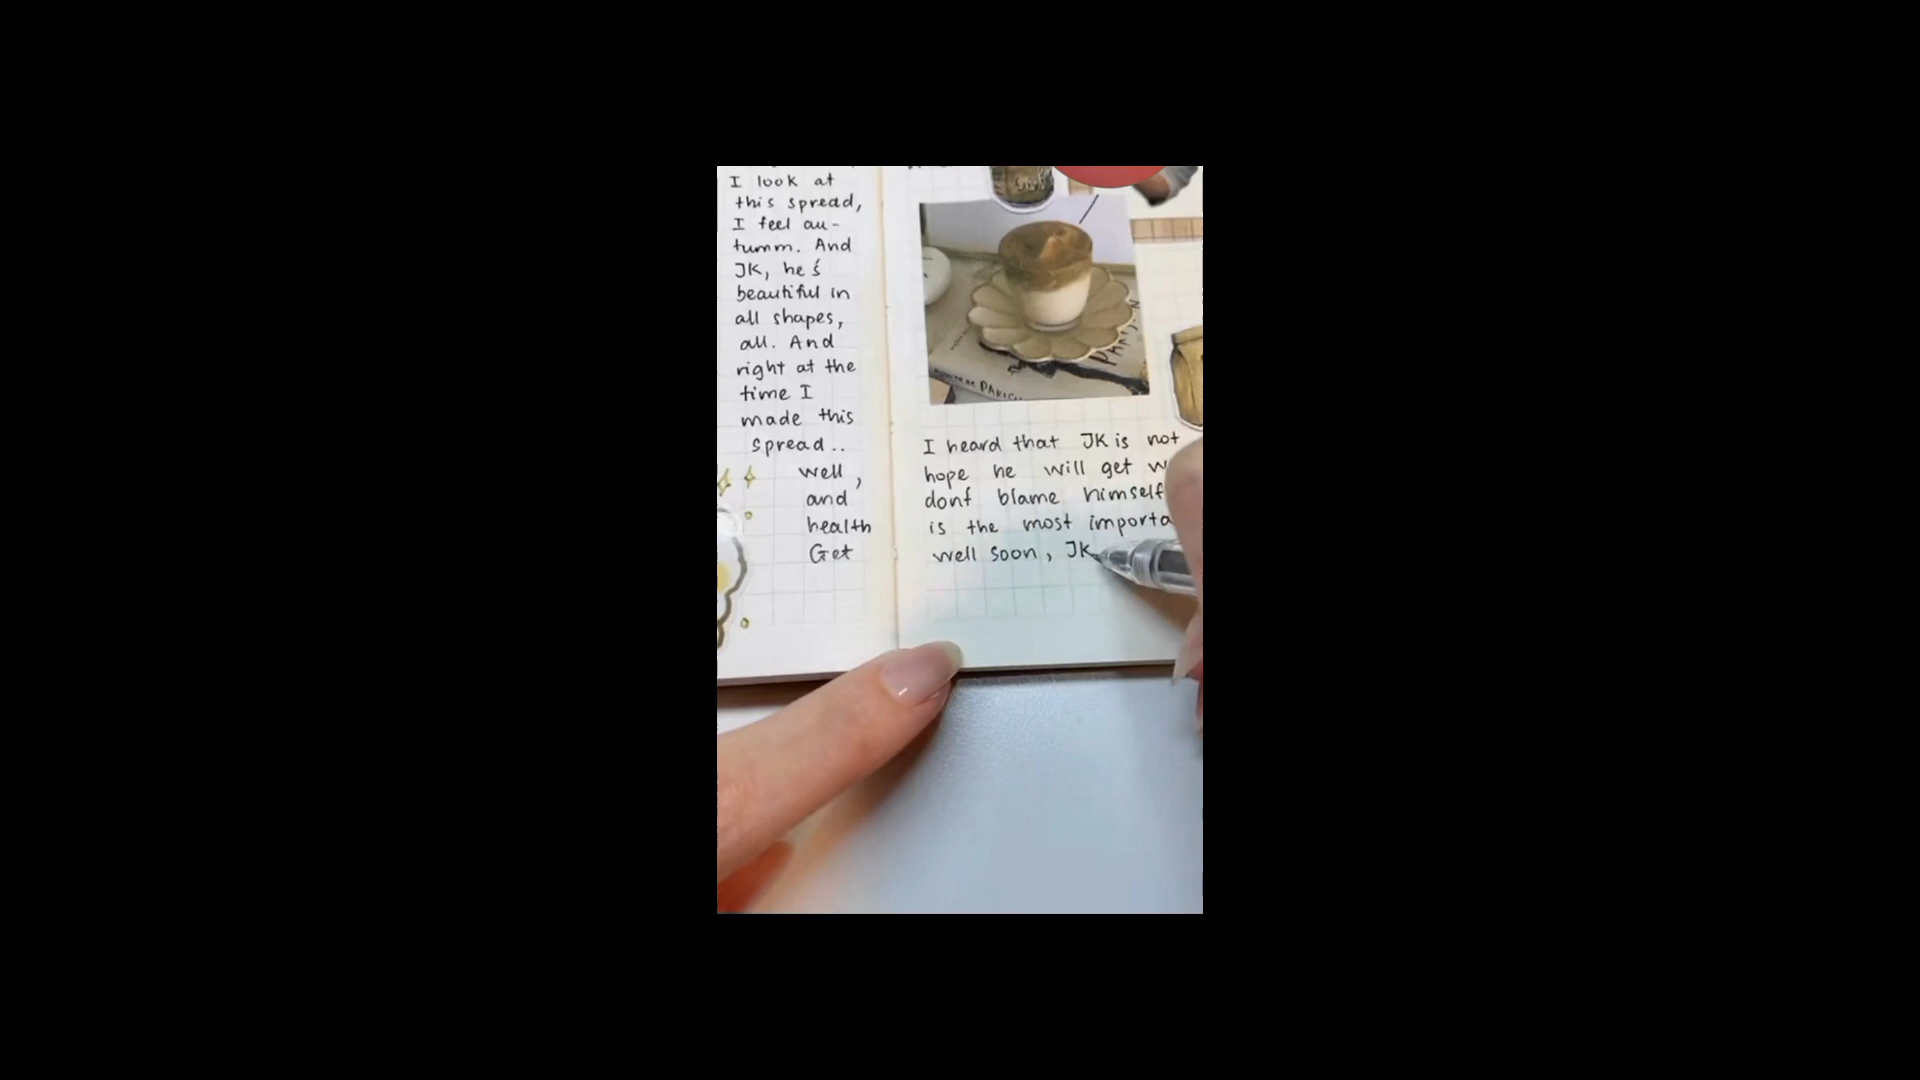 I look at
this spread,
I feel au-
tumm. And
JK, he's
beautiful in
all shapes,
all. And
right at the
time I
made this
spread..
well,
and
health
Get
I heard that JK is not
hope he will get
dont blame himself
is the most
well soon, JK